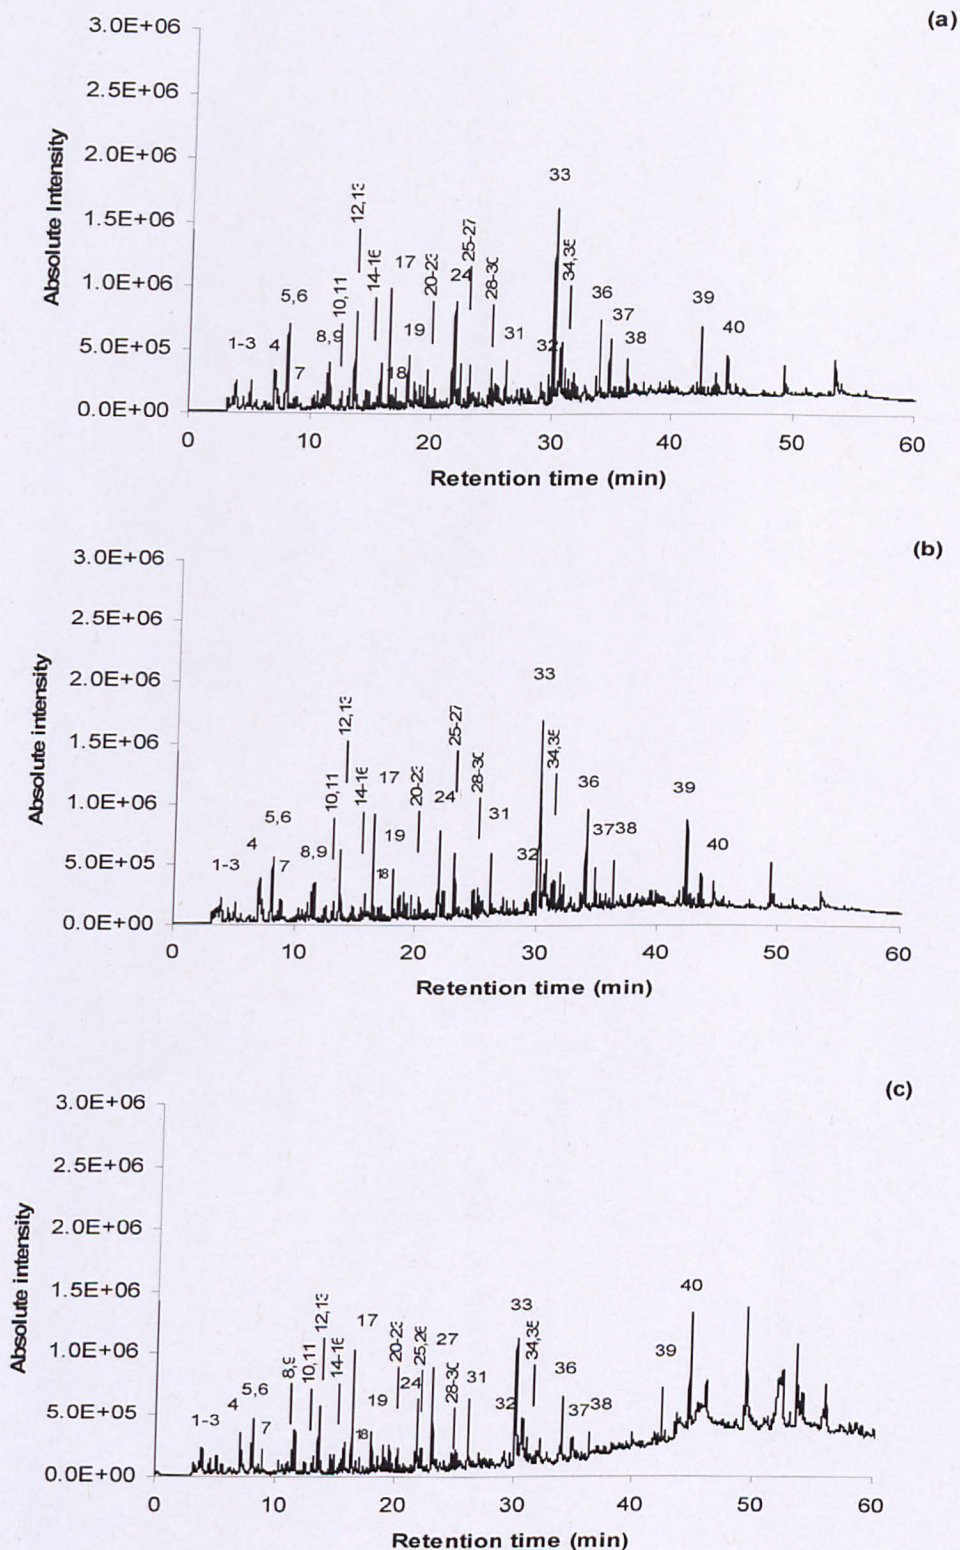 (a)
3.0E+06
2.5E+06
2.0E+06
1.5E+06
1.0E+06
5.0E+05
0.0E+00
Absolute Intensity
1-3
4
5,6
7
8,9
10,11
12,13
14-16
17
18
19
20-23
24
25-27
28-30
31
32
33
34,35
36
37
38
39
40
0 10 20 30 40 50 60
Retention time (min)
(b)
3.0E+06
2.5E+06
2.0E+06
1.5E+06
1.0E+06
5.0E+05
0.0E+00
Absolute intensity
1-3
4
5,6
7
8,9
10,11
12,13
14-16
17
18
19
20-23
24
25-27
28-30
31
32
33
34,35
36
37 38
39
40
0 10 20 30 40 50 60
Retention time (min)
(c)
3.0E+06
2.5E+06
2.0E+06
1.5E+06
1.0E+06
5.0E+05
0.0E+00
Absolute intensity
1-3
4
5,6
7
8,9
10,11
12,13
14-16
17
18
19
20-23
24
25,26
27
28-30
31
32
33
34,35
36
37
38
39
40
0 10 20 30 40 50 60
Retention time (min)